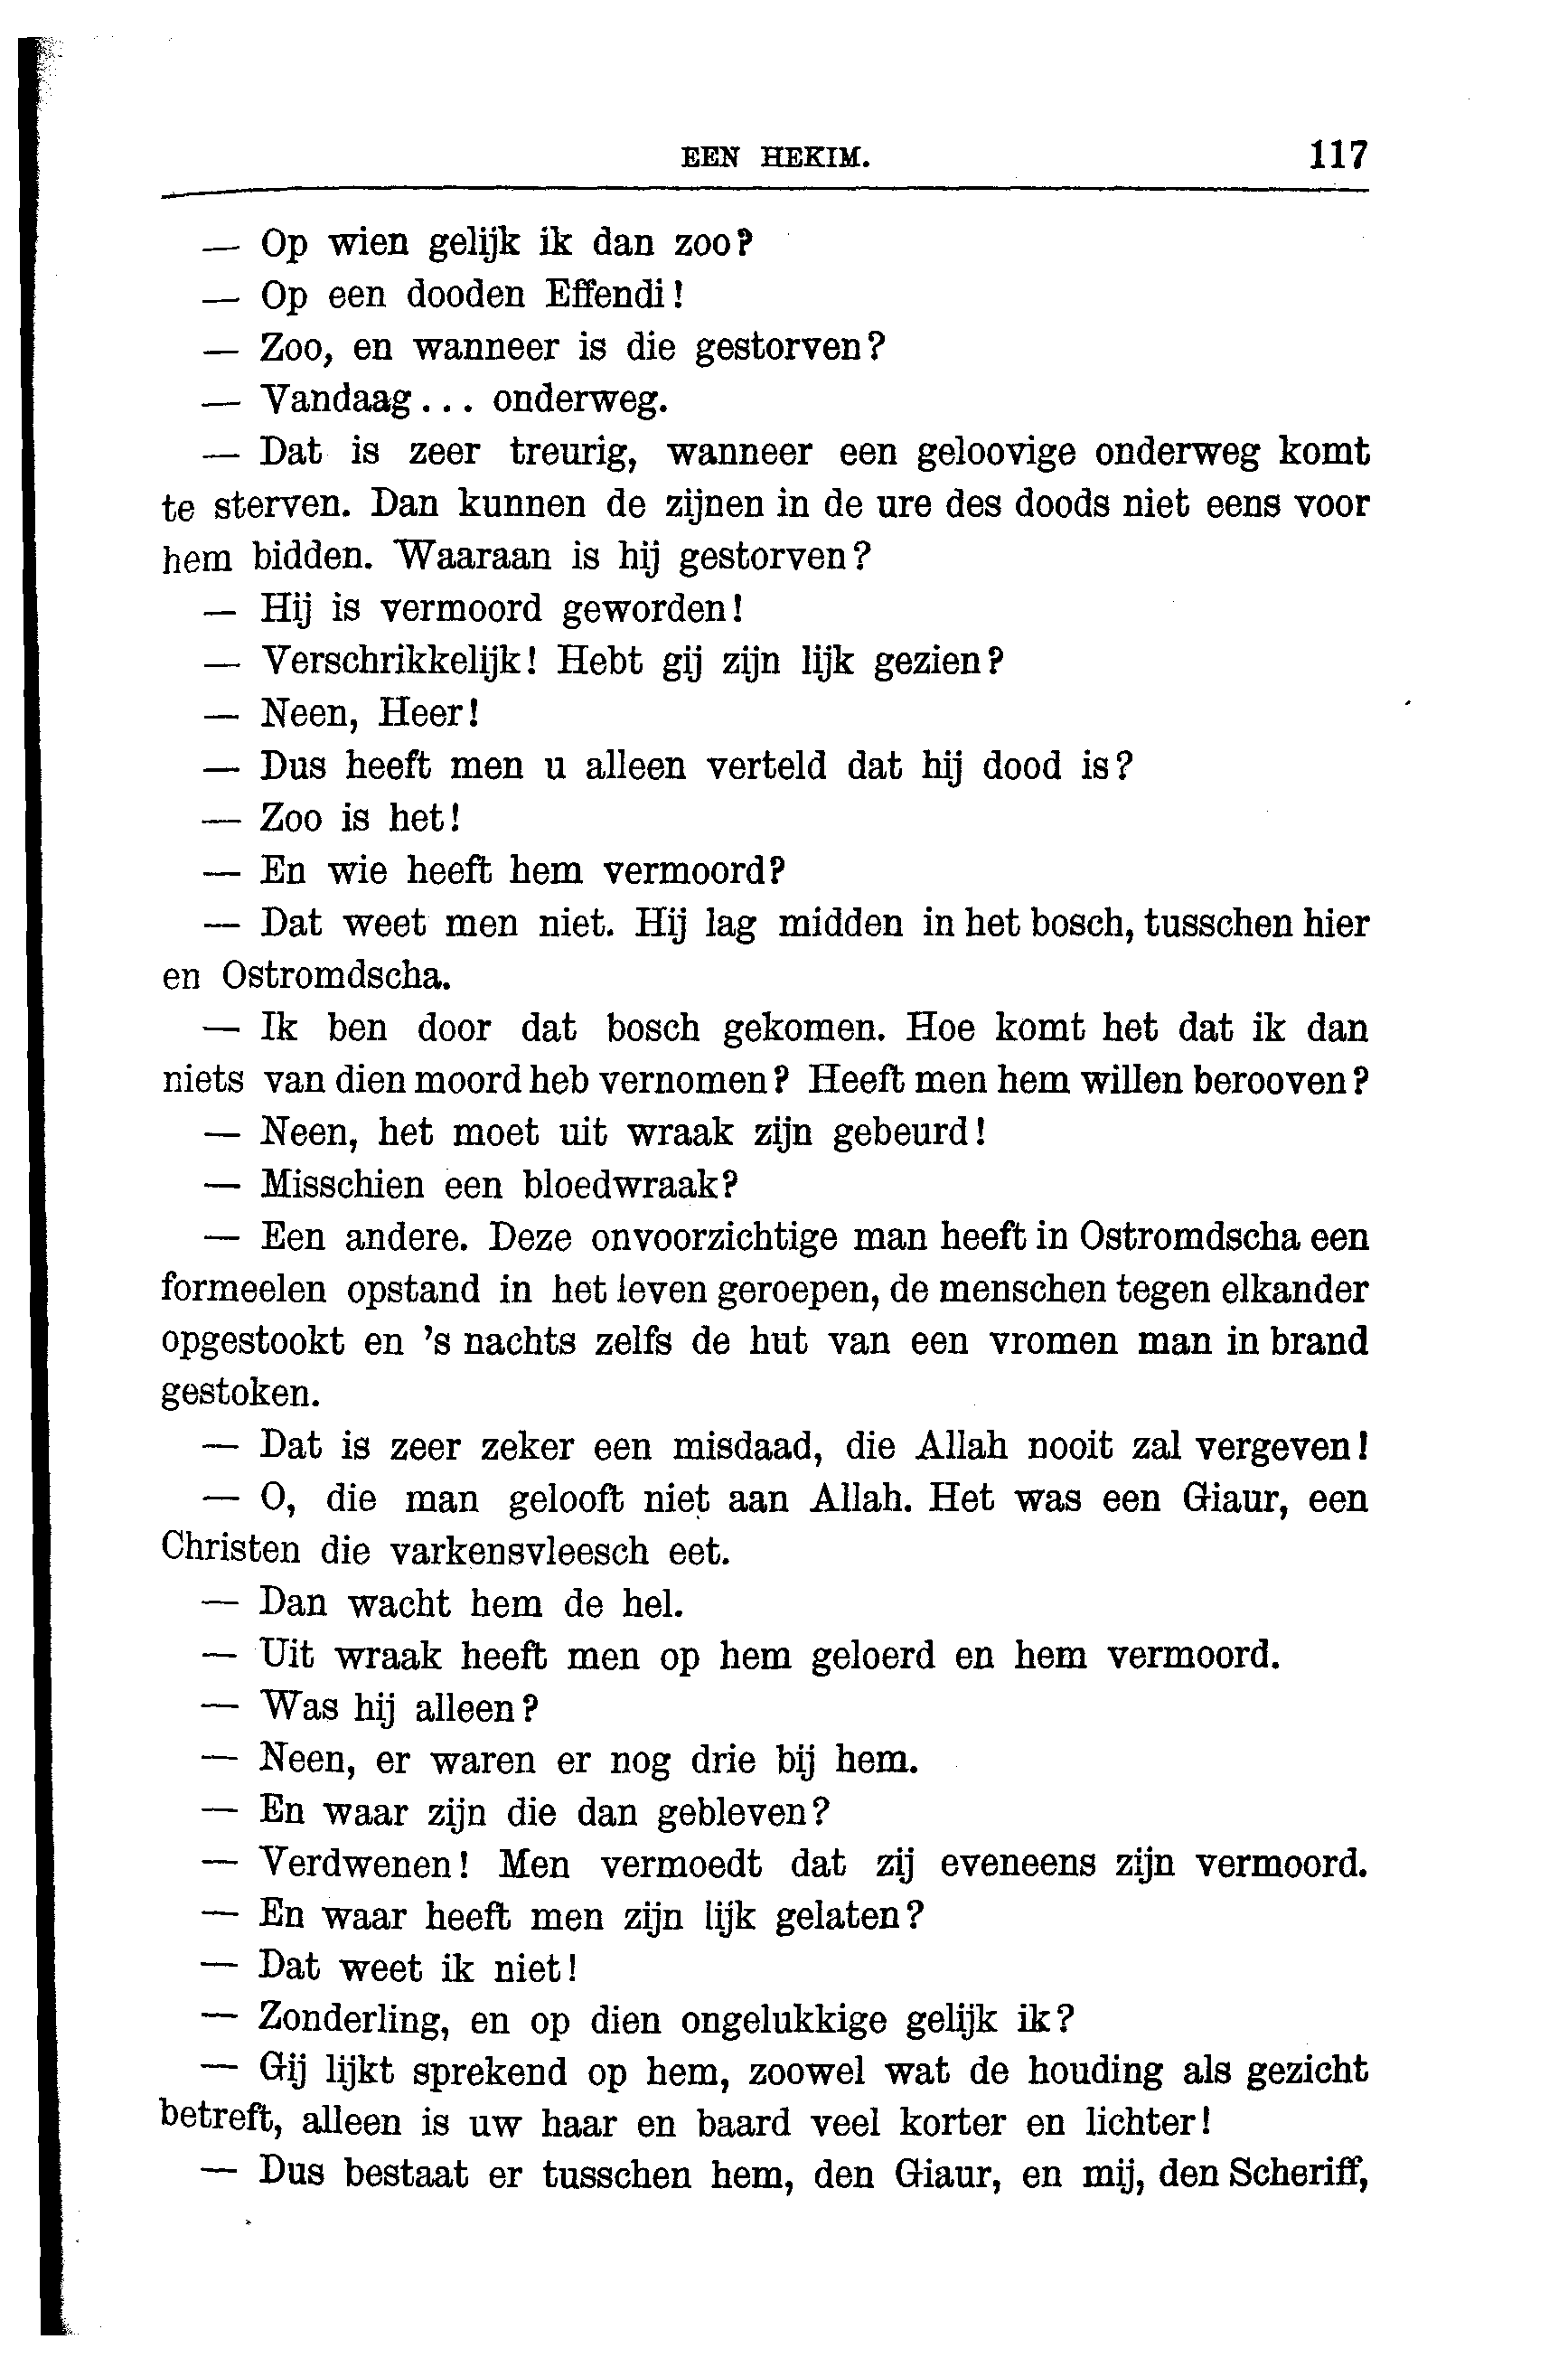 EEN HEKIM. 117
— Op wien gelijk ik dan zoo?
— Op een dooden Effendi!
— Zoo, en wanneer is die gestorven?
— Vandaag... onderweg.
— Dat is zeer treurig, wanneer een geloovige onderweg komt
te sterven. Dan kunnen de zijnen in de ure des doods niet eens voor
hem bidden. Waaraan is hij gestorven?
— Hij is vermoord geworden!
— Verschrikkelijk! Hebt gij zijn lijk gezien?
— Neen, Heer!
— Dus heeft men u alleen verteld dat hij dood is?
— Zoo is het!
— En wie heeft hem vermoord?
— Dat weet men niet. Hij lag midden in het bosch, tusschen hier
en Ostromdscha.
— Ik ben door dat bosch gekomen. Hoe komt het dat ik dan
niets van dien moord heb vernomen? Heeft men hem willen berooven?
— Neen, het moet uit wraak zijn gebeurd!
— Misschien een bloedwraak?
— Een andere. Deze onvoorzichtige man heeft in Ostromdscha een
formeelen opstand in het leven geroepen, de menschen tegen elkander
opgestookt en 's nachts zelfs de hut van een vromen man in brand
gestoken.
— Dat is zeer zeker een misdaad, die Allah nooit zal vergeven!
— O, die man gelooft niet aan Allah. Het was een Giaur, een
Christen die varkensvleesch eet.
— Dan wacht hem de hel.
— Uit wraak heeft men op hem geloerd en hem vermoord.
— Was hij alleen?
— Neen, er waren er nog drie bij hem.
— En waar zijn die dan gebleven?
— Verdwenen! Men vermoedt dat zij eveneens zijn vermoord.
— En waar heeft men zijn lijk gelaten?
— Dat weet ik niet!
— Zonderling, en op dien ongelukkige gelijk ik?
— Gij lijkt sprekend op hem, zoowel wat de houding als gezicht
betreft, alleen is uw haar en baard veel korter en lichter!
— Dus bestaat er tusschen hem, den Giaur, en mij, den Scheriff,